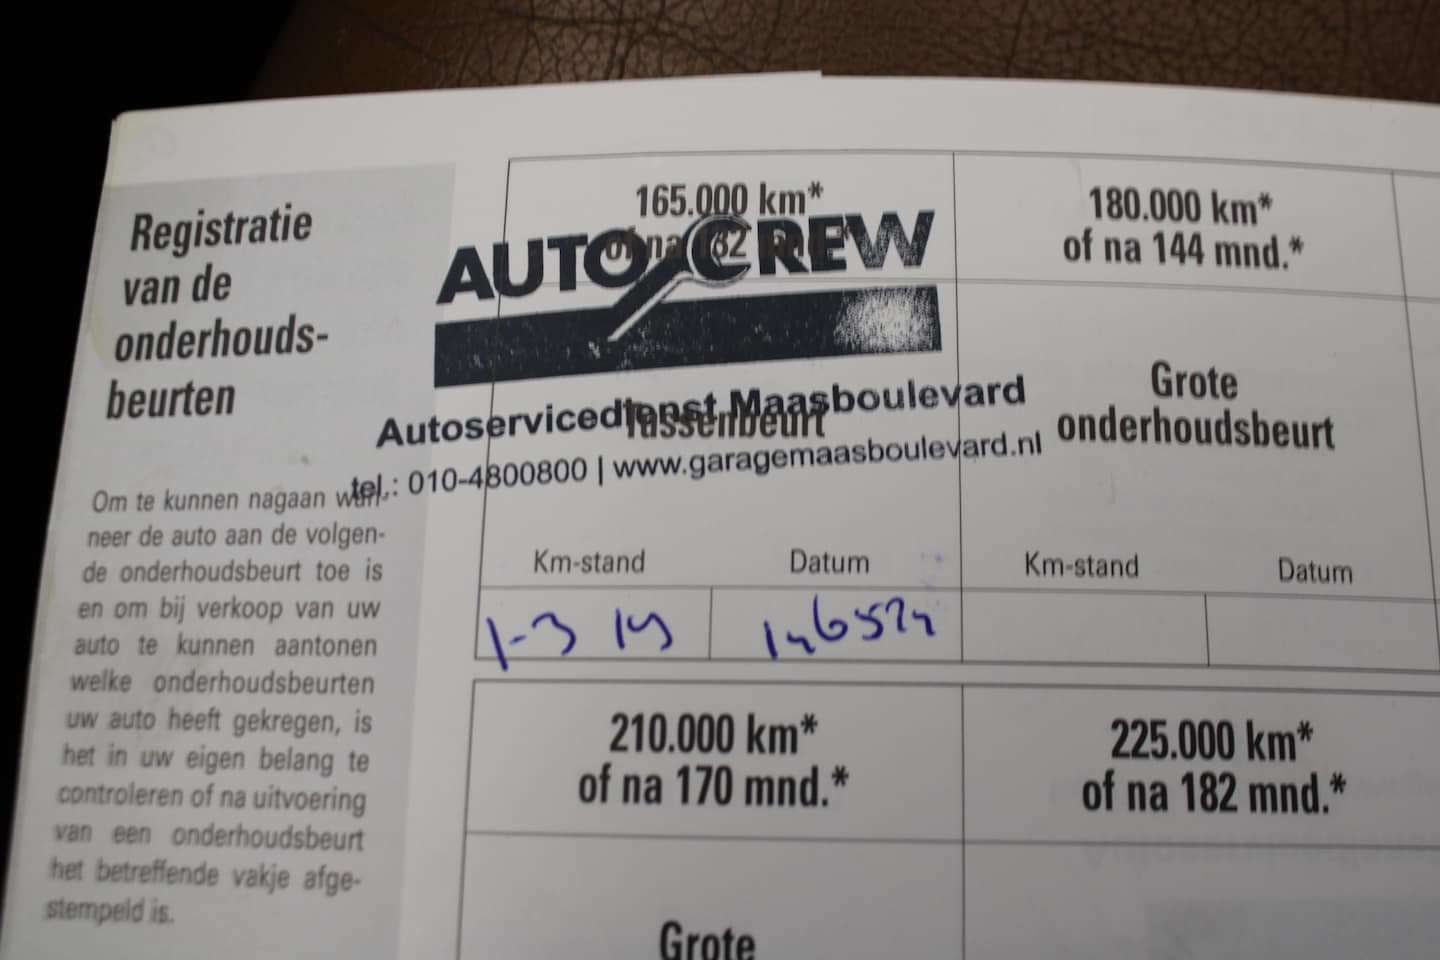 Registratie
van de
onderhouds-
beurten
Om te kunnen nagaan wan-
neer de auto aan de volgen-
de onderhoudsbeurt toe is
en om bij verkoop van uw
auto te kunnen aantonen
welke onderhoudsbeurten
uw auto heeft gekregen, is
het in uw eigen belang te
controleren of na uitvoering
van een onderhoudsbeurt
het betreffende vakje afge-
stempeld is.
165.000 km*
of na 132 mnd.*
AUTO CREW
Tussenbeurt
Autoservicedienst Maasboulevard
tel.: 010-4800800 | www.garagemaasboulevard.nl
Km-stand Datum
1-3 19 146524
180.000 km*
of na 144 mnd.*
Grote
onderhoudsbeurt
Km-stand Datum
210.000 km*
of na 170 mnd.*
Grote
225.000 km*
of na 182 mnd.*